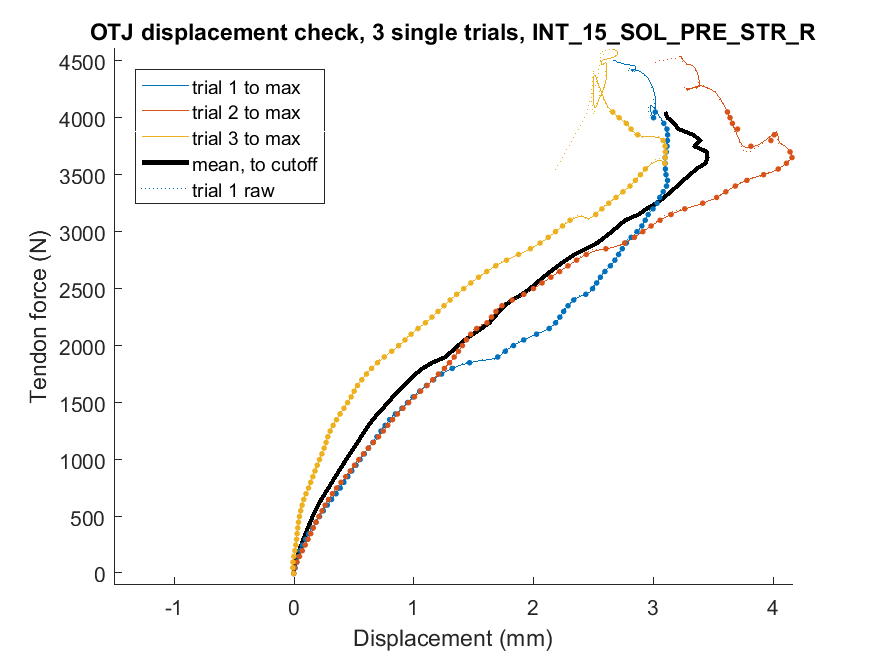 OTJ displacement check, 3 single trials, INT_15_SOL_PRE_STR_R
4500
4000
3500
3000
2500
2000
1500
1000
500
0
Tendon force (N)
trial 1 to max
trial 2 to max
trial 3 to max
mean, to cutoff
trial 1 raw
-1 0 1 2 3 4
Displacement (mm)